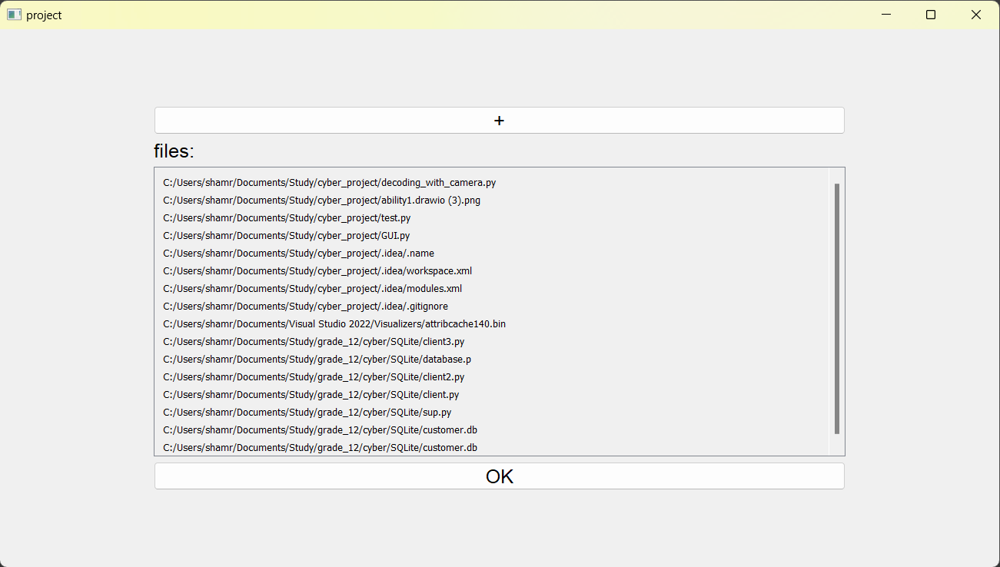 project
+
files:
C:/Users/shamr/Documents/Study/cyber_project/decoding_with_camera.py
C:/Users/shamr/Documents/Study/cyber_project/ability1.drawio (3).png
C:/Users/shamr/Documents/Study/cyber_project/test.py
C:/Users/shamr/Documents/Study/cyber_project/GUI.py
C:/Users/shamr/Documents/Study/cyber_project/.idea/.name
C:/Users/shamr/Documents/Study/cyber_project/.idea/workspace.xml
C:/Users/shamr/Documents/Study/cyber_project/.idea/modules.xml
C:/Users/shamr/Documents/Study/cyber_project/.idea/.gitignore
C:/Users/shamr/Documents/Visual Studio 2022/Visualizers/attribcache140.bin
C:/Users/shamr/Documents/Study/grade_12/cyber/SQLite/client3.py
C:/Users/shamr/Documents/Study/grade_12/cyber/SQLite/database.p
C:/Users/shamr/Documents/Study/grade_12/cyber/SQLite/client2.py
C:/Users/shamr/Documents/Study/grade_12/cyber/SQLite/client.py
C:/Users/shamr/Documents/Study/grade_12/cyber/SQLite/sup.py
C:/Users/shamr/Documents/Study/grade_12/cyber/SQLite/customer.db
C:/Users/shamr/Documents/Study/grade_12/cyber/SQLite/customer.db
OK